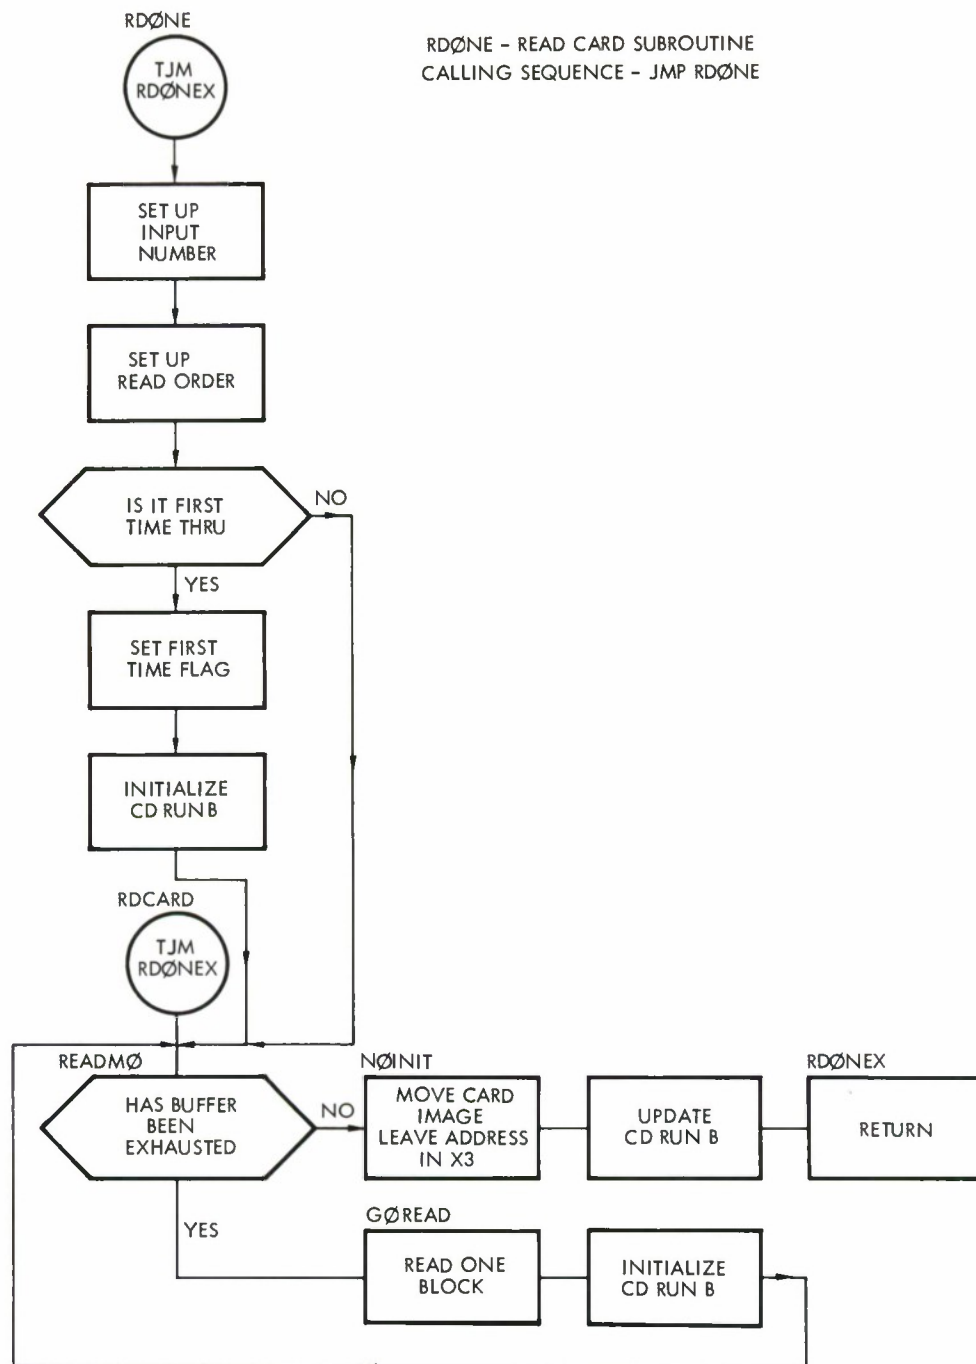 RDØNE
RDØNE - READ CARD SUBROUTINE
CALLING SEQUENCE - JMP RDØNE
TJM
RDØNEX
SET UP
INPUT
NUMBER
SET UP
READ ORDER
IS IT FIRST
TIME THRU
NO
YES
SET FIRST
TIME FLAG
INITIALIZE
CD RUN B
RDCARD
TJM
RDØNEX
READMØ
HAS BUFFER
BEEN
EXHAUSTED
NO
NØINIT
MOVE CARD
IMAGE
LEAVE ADDRESS
IN X3
UPDATE
CD RUN B
RDØNEX
RETURN
YES
GØREAD
READ ONE
BLOCK
INITIALIZE
CD RUN B